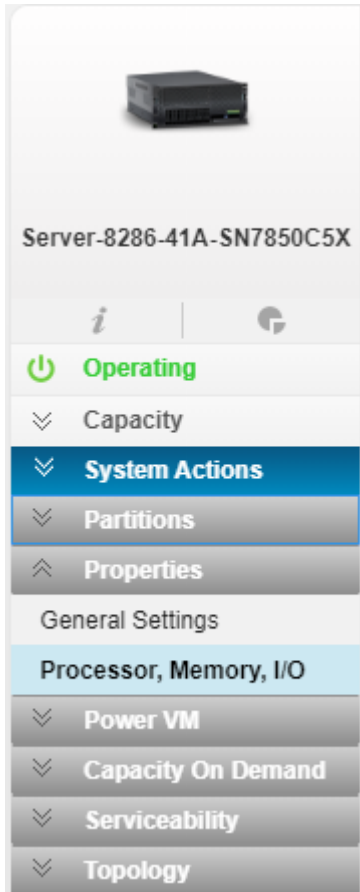 Server-8286-41A-SN7850C5X
Operating
Capacity
System Actions
Partitions
Properties
General Settings
Processor, Memory, I/O
Power VM
Capacity On Demand
Serviceability
Topology